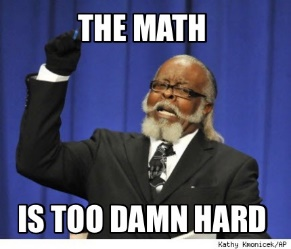 THE MATH
IS TOO DAMN HARD
Kathy Kmonicek/AP